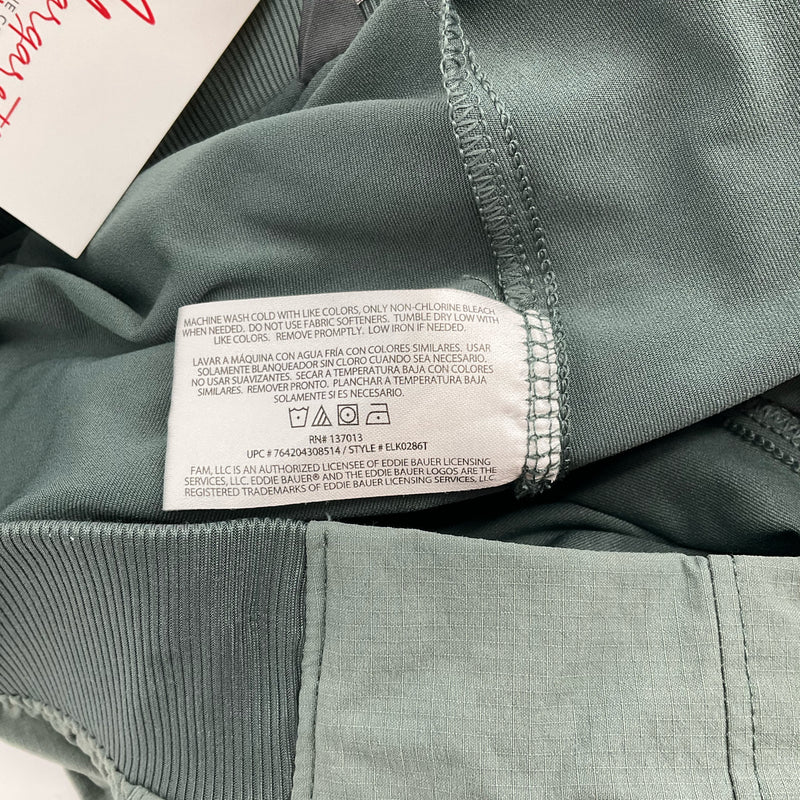 MACHINE WASH COLD WITH LIKE COLORS, ONLY NON-CHLORINE BLEACH
WHEN NEEDED. DO NOT USE FABRIC SOFTENERS. TUMBLE DRY LOW WITH
LIKE COLORS. REMOVE PROMPTLY. LOW IRON IF NEEDED.
LAVAR A MÁQUINA CON AGUA FRÍA CON COLORES SIMILARES. USAR
SOLAMENTE BLANQUEADOR SIN CLORO CUANDO SEA NECESARIO.
NO USAR SUAVIZANTES. SECAR A TEMPERATURA BAJA CON COLORES
SIMILARES. REMOVER PRONTO. PLANCHAR A TEMPERATURA BAJA
SOLAMENTE SI ES NECESARIO.
RN# 137013
UPC # 764204308514 / STYLE # ELK0286T
FAM, LLC IS AN AUTHORIZED LICENSEE OF EDDIE BAUER LICENSING
SERVICES, LLC. EDDIE BAUER® AND THE EDDIE BAUER LOGOS ARE THE
REGISTERED TRADEMARKS OF EDDIE BAUER LICENSING SERVICES, LLC.